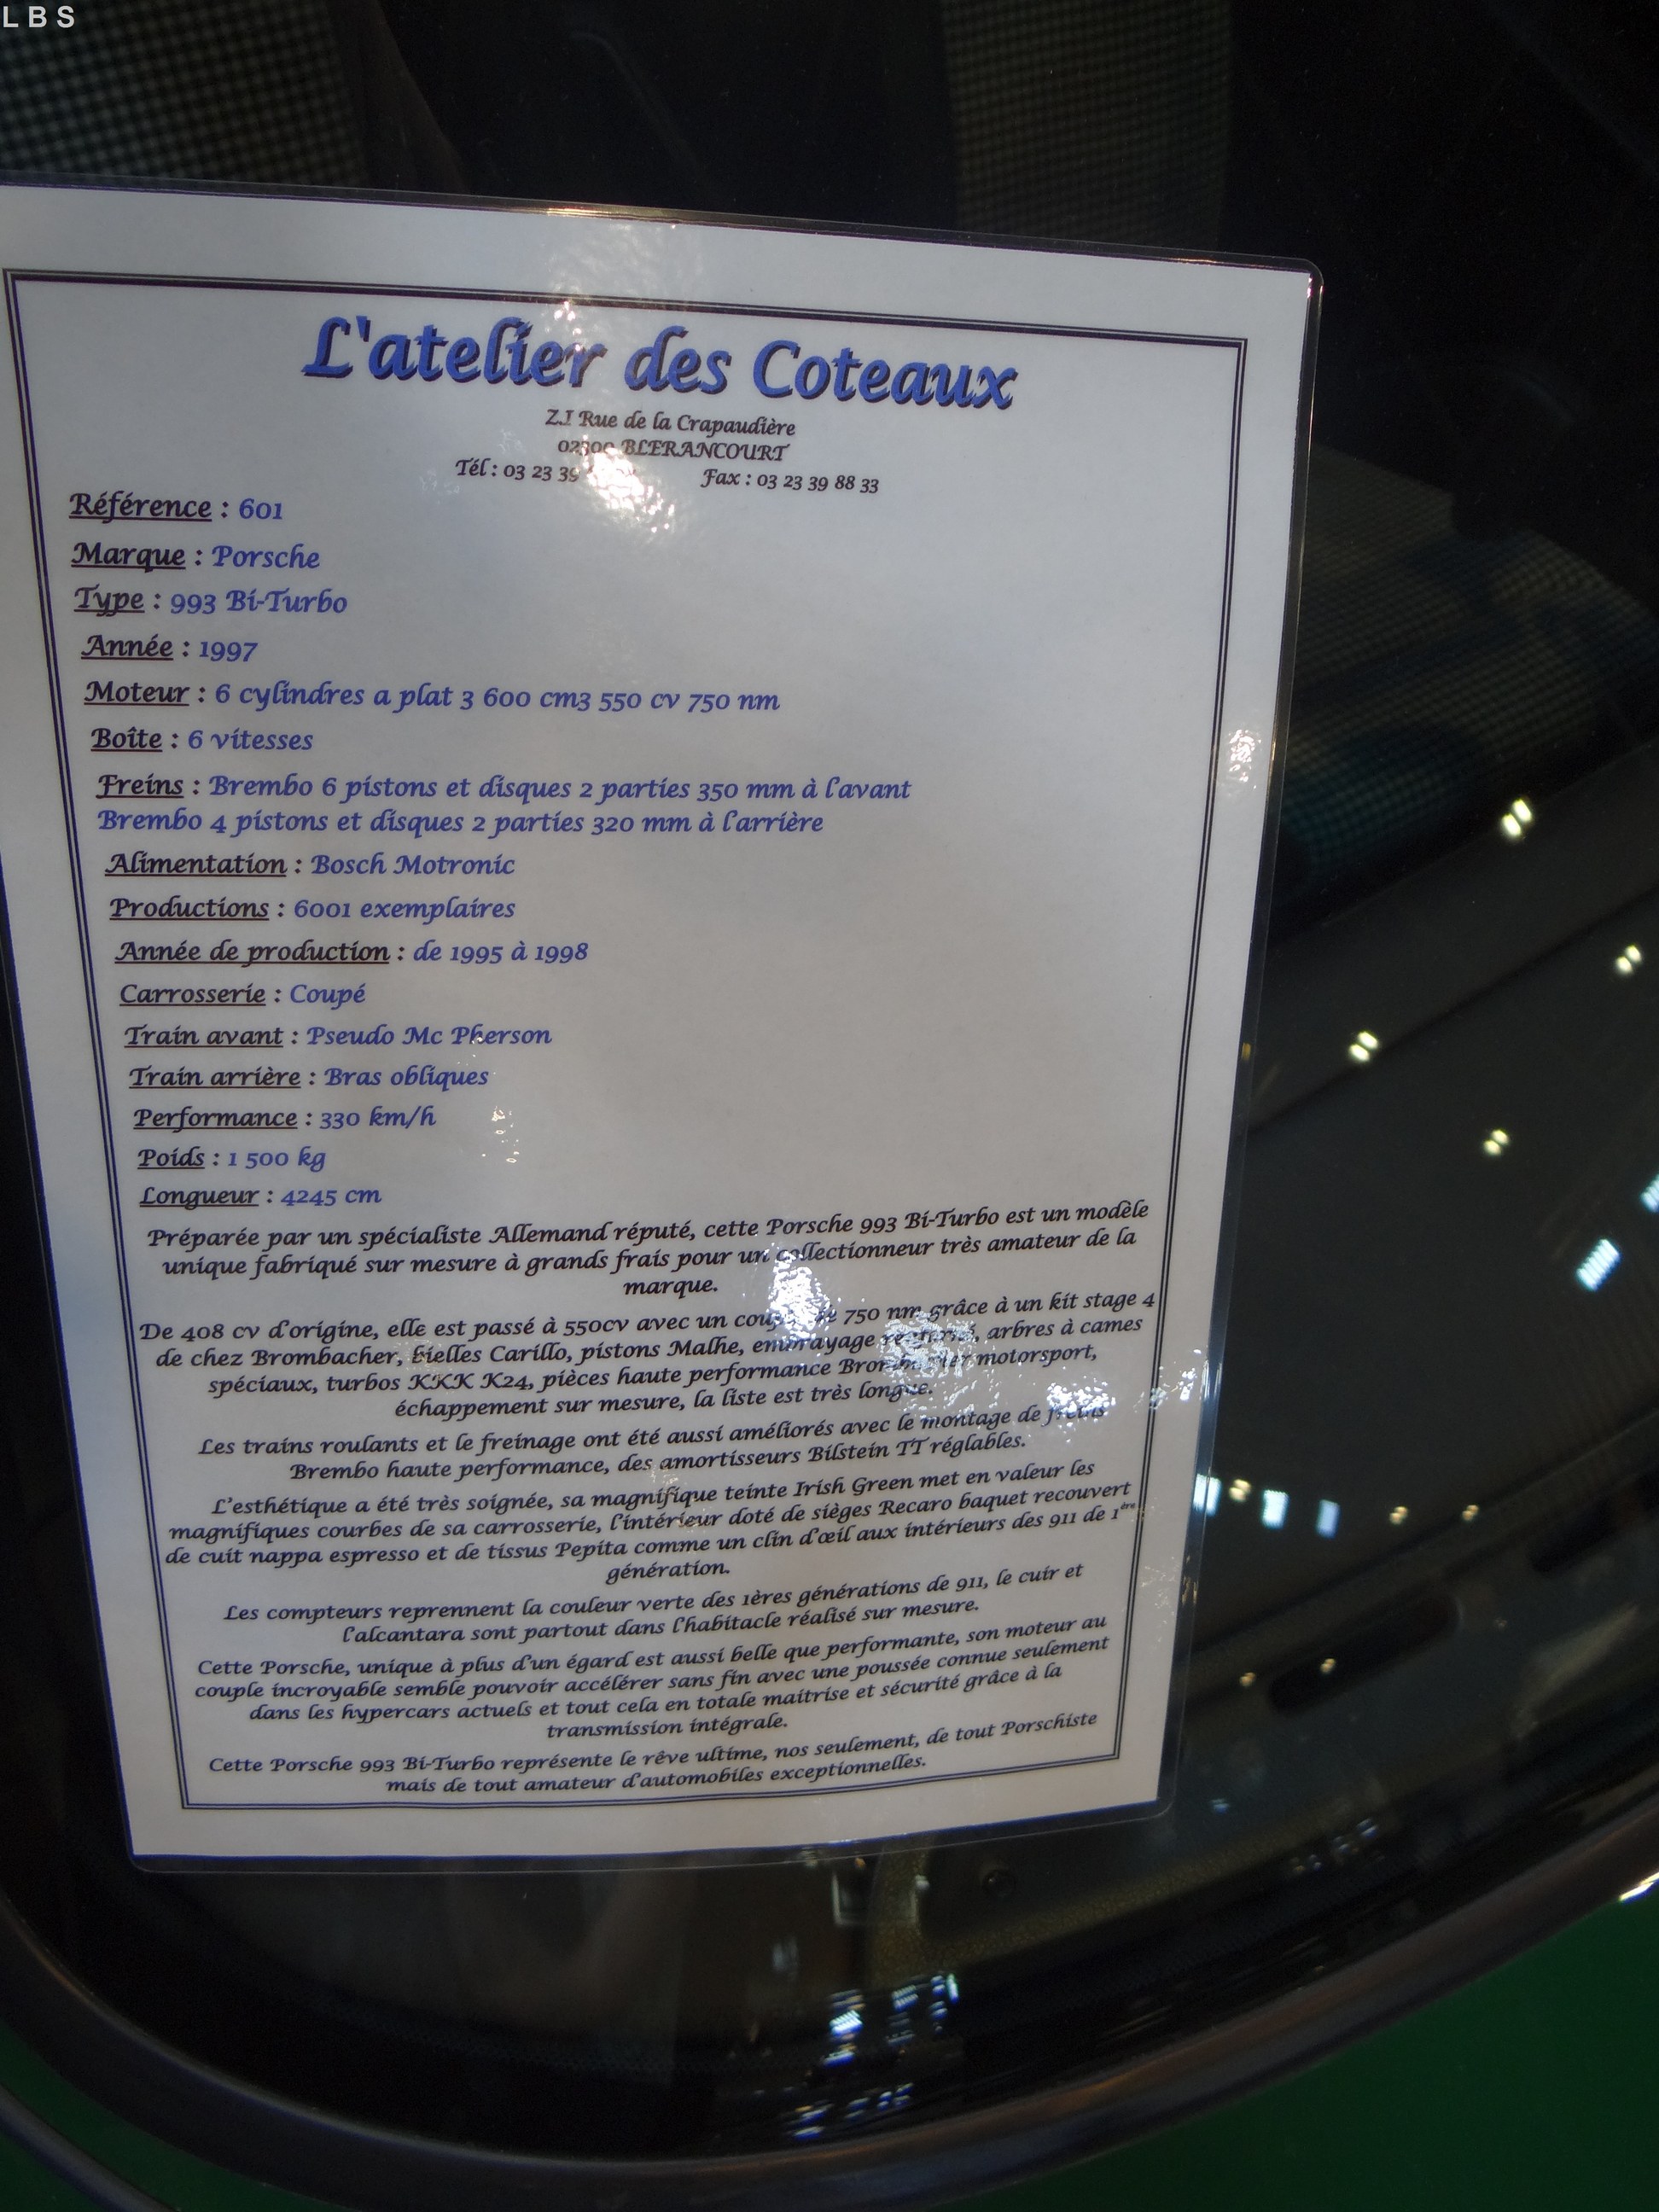 L B S
L'atelier des Coteaux
Z.I Rue de la Crapaudière
BLERANCOURT
Tél : 03 23 39 Fax : 03 23 39 88 33
Référence : 601
Marque : Porsche
Type : 993 Bi-Turbo
Année : 1997
Moteur : 6 cylindres a plat 3 600 cm3 550 cv 750 nm
Boîte : 6 vitesses
Freins : Brembo 6 pistons et disques 2 parties 350 mm à l'avant
Brembo 4 pistons et disques 2 parties 320 mm à l'arrière
Alimentation : Bosch Motronic
Productions : 6001 exemplaires
Année de production : de 1995 à 1998
Carrosserie : Coupé
Train avant : Pseudo Mc Pherson
Train arrière : Bras obliques
Performance : 330 km/h
Poids : 1 500 kg
Longueur : 4245 cm
Préparée par un spécialiste Allemand réputé, cette Porsche 993 Bi-Turbo est un modèle
unique fabriqué sur mesure à grands frais pour un collectionneur très amateur de la
marque.
De 408 cv d'origine, elle est passé à 550cv avec un 750 nm grâce à un kit stage 4
de chez Brombacher, bielles Carillo, pistons Malhe, embrayage arbres à cames
spéciaux, turbos KKK K24, pièces haute performance motorsport,
échappement sur mesure, la liste est très longue.
Les trains roulants et le freinage ont été aussi améliorés avec le montage de freins
Brembo haute performance, des amortisseurs Bilstein TT réglables.
L'esthétique a été très soignée, sa magnifique teinte Irish Green met en valeur les
magnifiques courbes de sa carrosserie, l'intérieur doté de sièges Recaro baquet recouvert
de cuit nappa espresso et de tissus Pepita comme un clin d'œil aux intérieurs des 911 de 1ère
génération.
Les compteurs reprennent la couleur verte des 1ères générations de 911, le cuir et
l'alcantara sont partout dans l'habitacle réalisé sur mesure.
Cette Porsche, unique à plus d'un égard est aussi belle que performante, son moteur au
couple incroyable semble pouvoir accélérer sans fin avec une poussée connue seulement
dans les hypercars actuels et tout cela en totale maitrise et sécurité grâce à la
transmission intégrale.
Cette Porsche 993 Bi-Turbo représente le rêve ultime, nos seulement, de tout Porschiste
mais de tout amateur d'automobiles exceptionnelles.